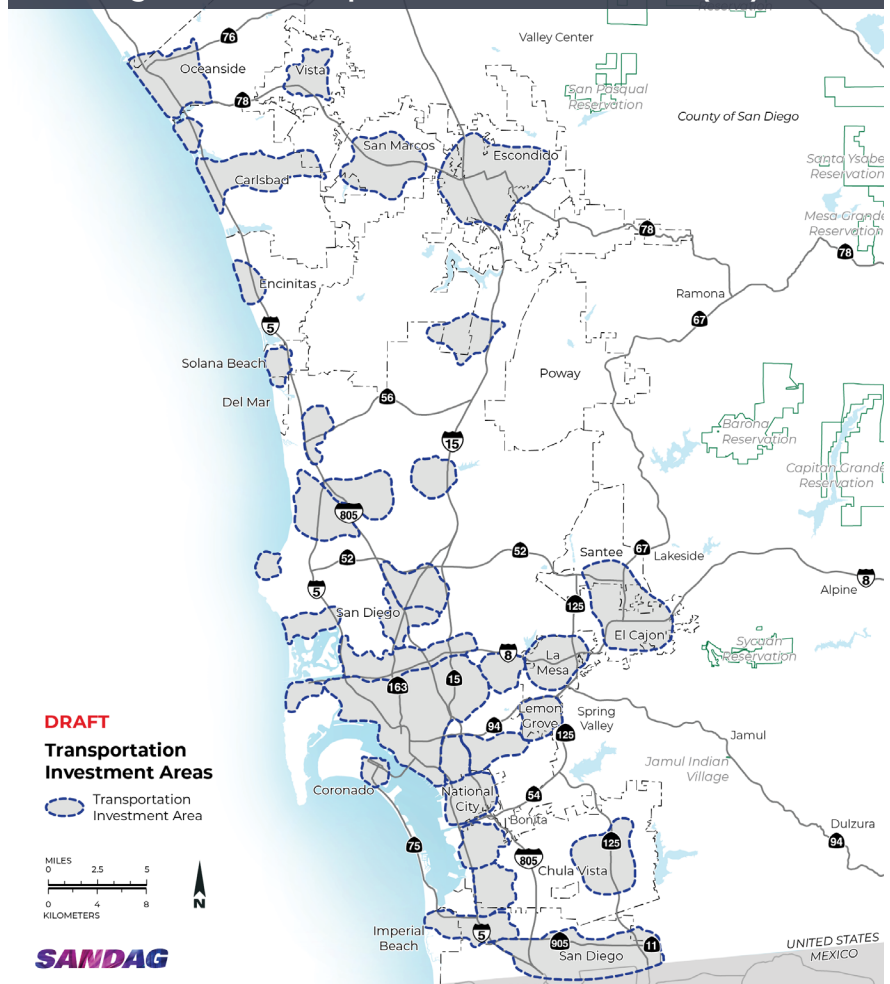 76
Valley Center
Oceanside
Vista
78
San Pasqual
Reservation
County of San Diego
San Marcos
Escondido
Santa Ysabe
Reservation
Carlsbad
Mesa Grande
Reservation
78
78
Encinitas
Ramona
67
5
Solana Beach
Poway
Del Mar
56
Barona
Reservation
15
Capitan Grande
Reservation
805
52
52
Santee
67
Lakeside
5
8
Alpine
125
San Diego
El Cajon
Sycuan
Reservation
8
La
Mesa
163
15
Lemon
Grove
Spring
Valley
94
125
Jamul
DRAFT
Transportation
Investment Areas
Transportation
Investment Area
Jamul Indian
Village
Coronado
National
City
54
Bonita
Dulzura
94
75
125
805
Chula Vista
MILES
0 2.5 5
0 4 8
KILOMETERS
N
Imperial
Beach
5
905
11
San Diego
UNITED STATES
MEXICO
SANDAG